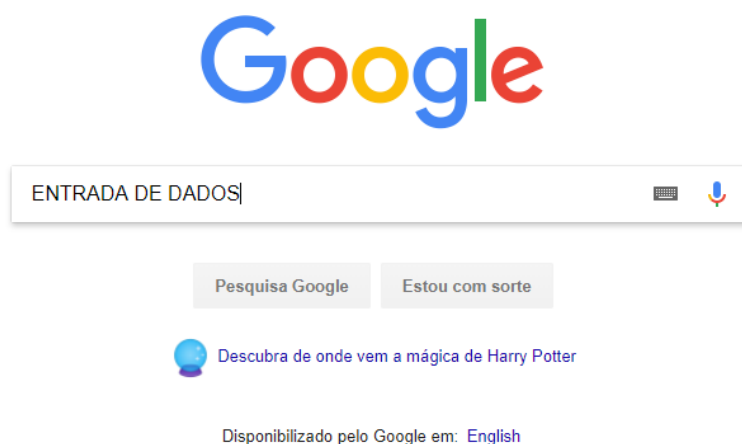 Google
ENTRADA DE DADOS
Pesquisa Google Estou com sorte
Descubra de onde vem a mágica de Harry Potter
Disponibilizado pelo Google em: English